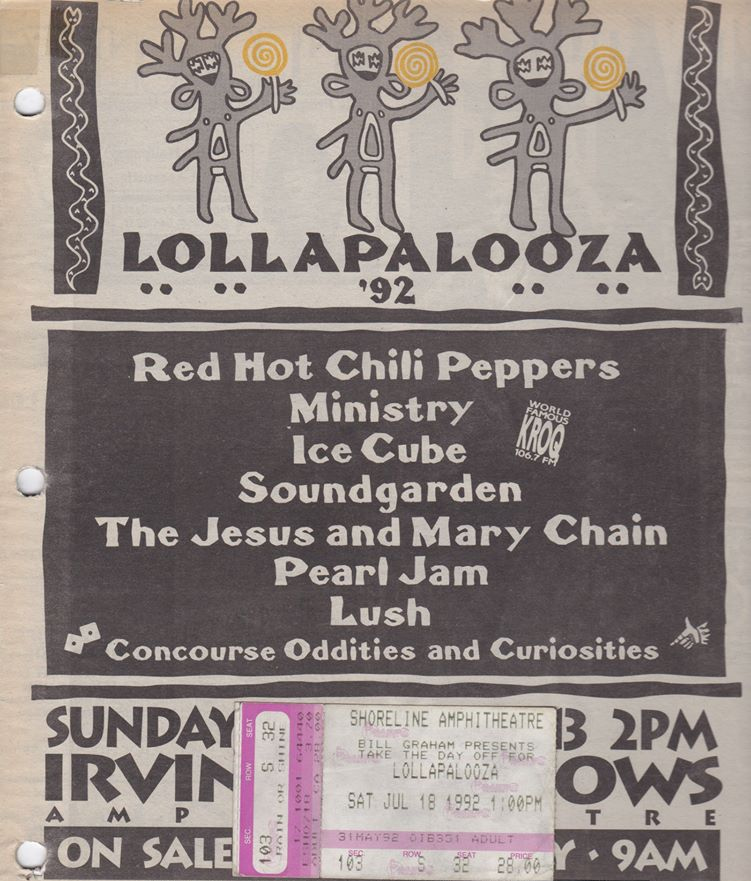 LOLLAPALOOZA
'92
Red Hot Chili Peppers
Ministry
WORLD
FAMOUS
KROQ
106.7 FM
Ice Cube
Soundgarden
The Jesus and Mary Chain
Pearl Jam
Lush
Concourse Oddities and Curiosities
SUNDAY 3 2PM
IRVIN OWS
AMP TRE
ON SALE Y • 9AM
SEC ROW SEAT
103 S 32
RAIN OR SHINE
SHORELINE AMPHITHEATRE
BILL GRAHAM PRESENTS
TAKE THE DAY OFF FOR
LOLLAPALOOZA
SAT JUL 18 1992 1:00PM
31MAY92 OIB351 ADULT
SEC ROW SEAT PRICE
103 S 32 28.00